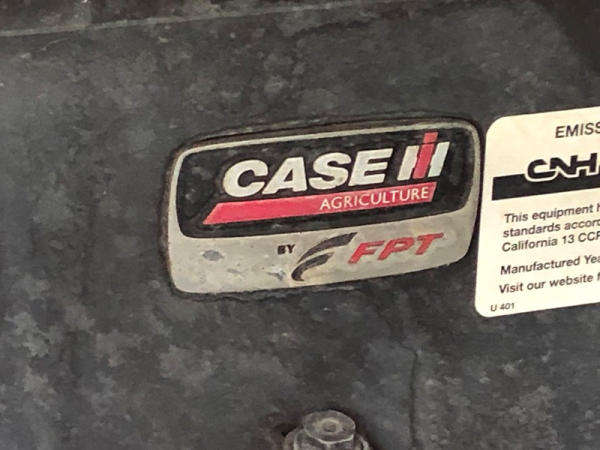 CASE IH
AGRICULTURE
BY FPT
EMISS
CNH
This equipment h
standards accord
California 13 CCR
Manufactured Yea
Visit our website f
U 401